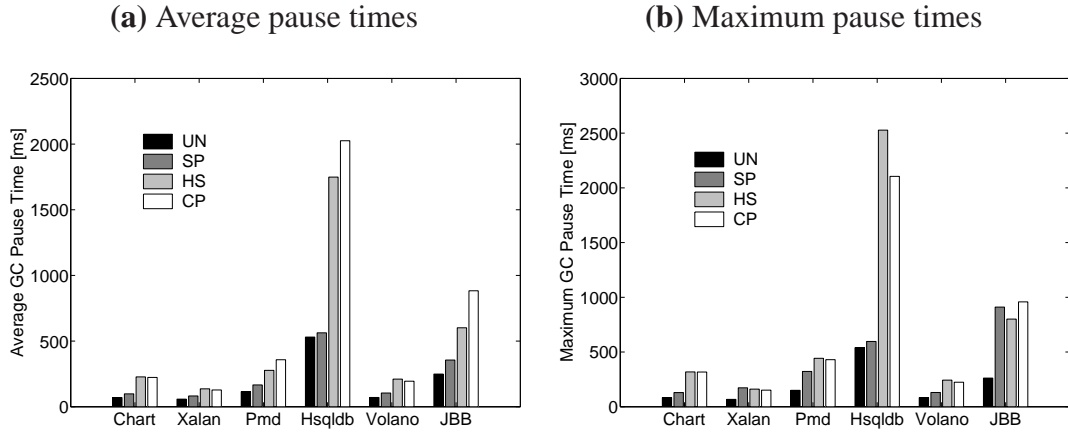 (a) Average pause times
2500
2000
1500
1000
500
0
Average GC Pause Time [ms]
UN
SP
HS
CP
Chart Xalan Pmd Hsqldb Volano JBB
(b) Maximum pause times
3000
2500
2000
1500
1000
500
0
Maximum GC Pause Time [ms]
UN
SP
HS
CP
Chart Xalan Pmd Hsqldb Volano JBB